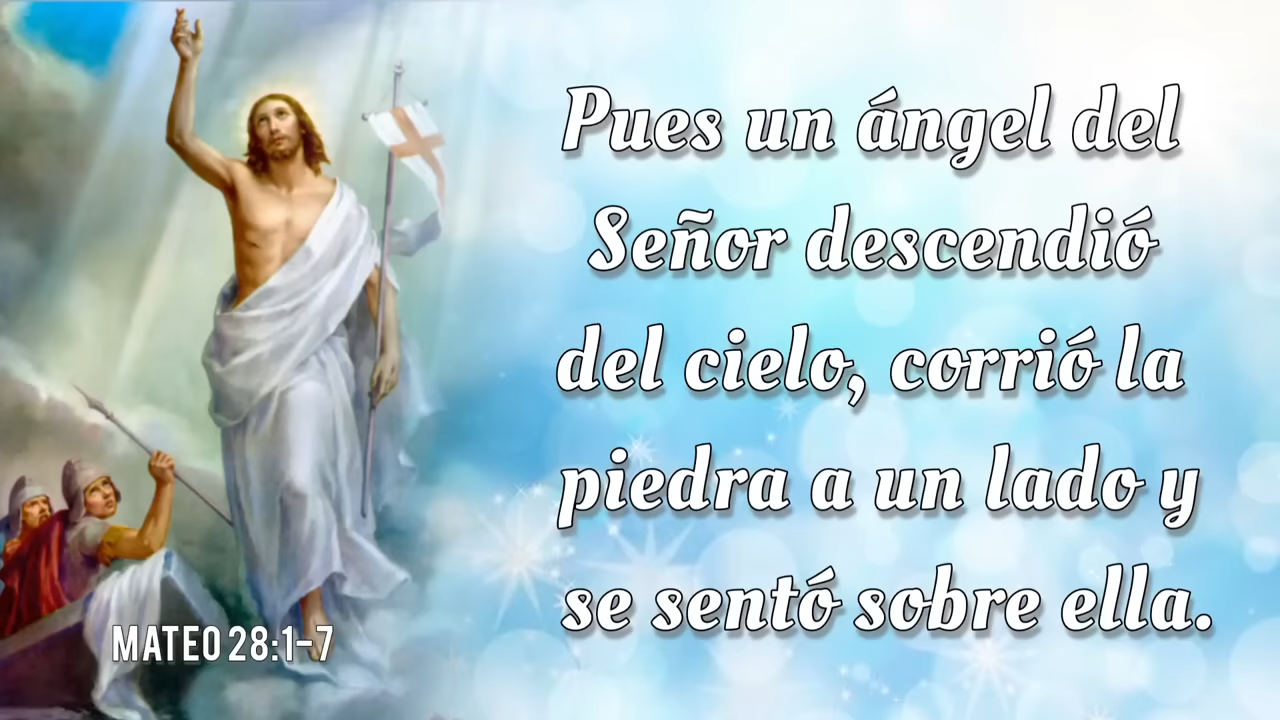 Pues un ángel del
Señor descendió
del cielo, corrió la
piedra a un lado y
se sentó sobre ella.
MATEO 28:1-7